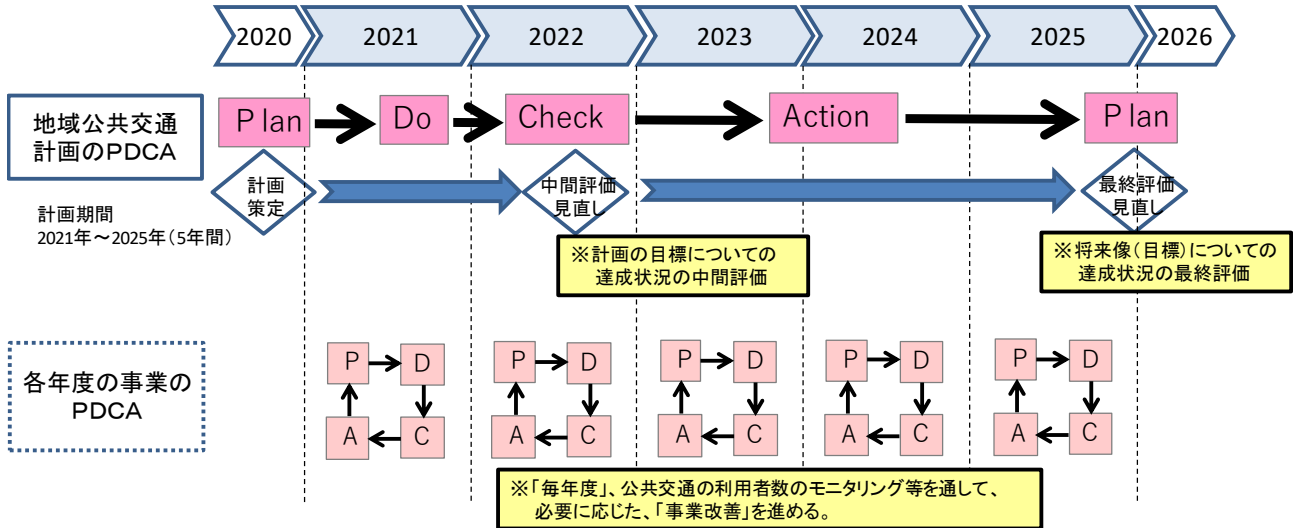 2020 2021 2022 2023 2024 2025 2026
地域公共交通
計画のPDCA
Plan Do Check Action Plan
計画
策定
中間評価
見直し
最終評価
見直し
計画期間
2021年～2025年(5年間)
※計画の目標についての
達成状況の中間評価
※将来像(目標)についての
達成状況の最終評価
各年度の事業の
PDCA
P D P D P D P D P D
A C A C A C A C A C
※「毎年度」、公共交通の利用者数のモニタリング等を通して、
必要に応じた、「事業改善」を進める。